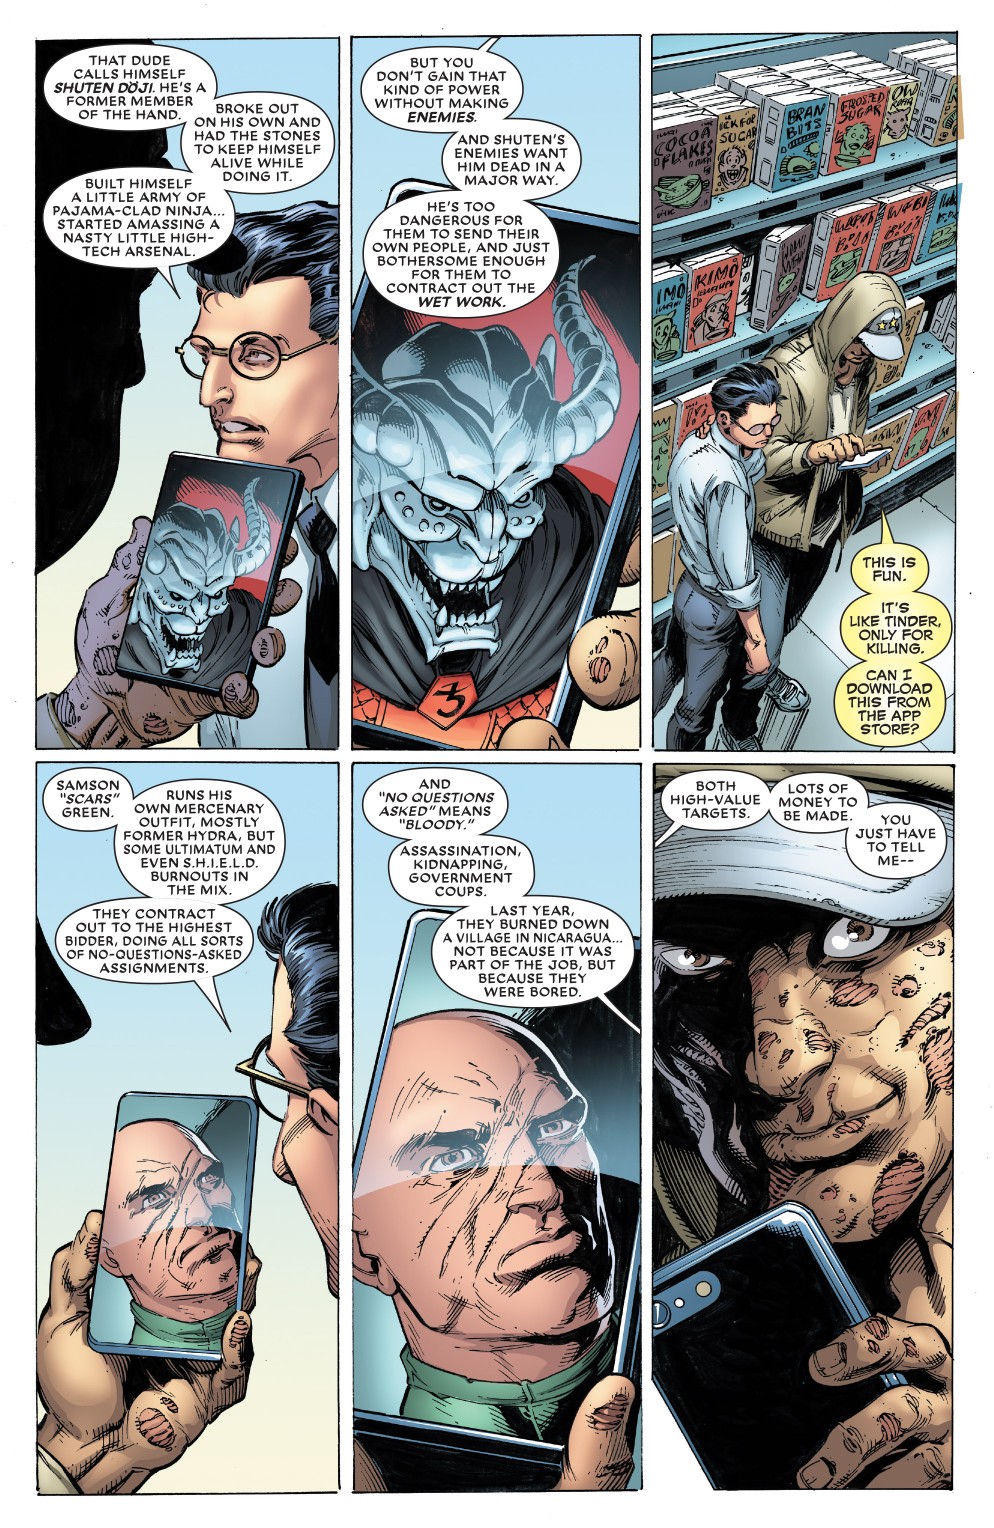 THAT DUDE
CALLS HIMSELF
SHUTEN DŌJI. HE'S A
FORMER MEMBER
OF THE HAND.
BROKE OUT
ON HIS OWN AND
HAD THE STONES
TO KEEP HIMSELF
ALIVE WHILE
DOING IT.
BUILT HIMSELF
A LITTLE ARMY OF
PAJAMA-CLAD NINJA...
STARTED AMASSING A
NASTY LITTLE HIGH-
TECH ARSENAL.
BUT YOU
DON'T GAIN THAT
KIND OF POWER
WITHOUT MAKING
ENEMIES.
AND SHUTEN'S
ENEMIES WANT
HIM DEAD IN A
MAJOR WAY.
HE'S TOO
DANGEROUS FOR
THEM TO SEND THEIR
OWN PEOPLE, AND JUST
BOTHERSOME ENOUGH
FOR THEM TO
CONTRACT OUT THE
WET WORK.
3
COCOA
FLAKES
SUGAR
BRAN
BITS
FROSTED
SUGAR
KIMO
THIS IS
FUN.
IT'S
LIKE TINDER,
ONLY FOR
KILLING.
CAN I
DOWNLOAD
THIS FROM
THE APP
STORE?
SAMSON
"SCARS"
GREEN.
RUNS HIS
OWN MERCENARY
OUTFIT, MOSTLY
FORMER HYDRA, BUT
SOME ULTIMATUM AND
EVEN S.H.I.E.L.D.
BURNOUTS IN
THE MIX.
THEY CONTRACT
OUT TO THE HIGHEST
BIDDER, DOING ALL SORTS
OF NO-QUESTIONS-ASKED
ASSIGNMENTS.
AND
"NO QUESTIONS
ASKED" MEANS
"BLOODY."
ASSASSINATION,
KIDNAPPING,
GOVERNMENT
COUPS.
LAST YEAR,
THEY BURNED DOWN
A VILLAGE IN NICARAGUA...
NOT BECAUSE IT WAS
PART OF THE JOB, BUT
BECAUSE THEY
WERE BORED.
BOTH
HIGH-VALUE
TARGETS.
LOTS OF
MONEY TO
BE MADE.
YOU
JUST HAVE
TO TELL
ME--